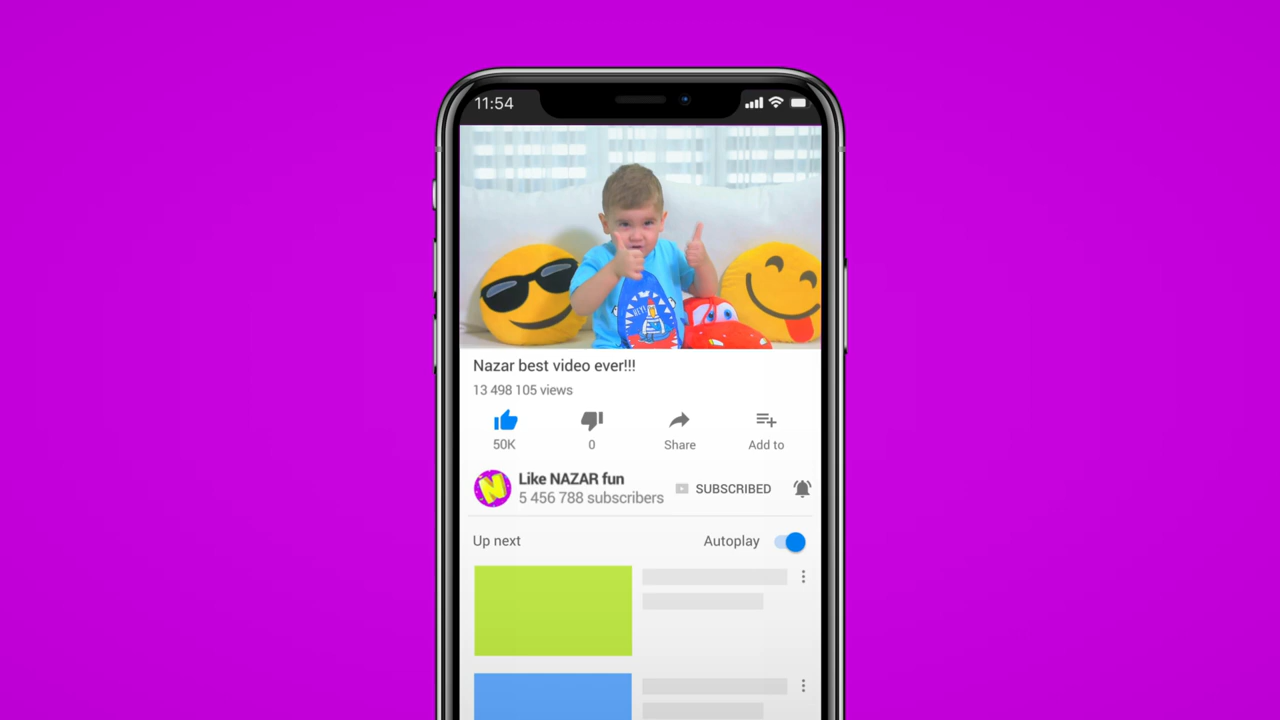 11:54
HEY!
Nazar best video ever!!!
13 498 105 views
50K
0
Share
Add to
N
Like NAZAR fun
5 456 788 subscribers
SUBSCRIBED
Up next
Autoplay